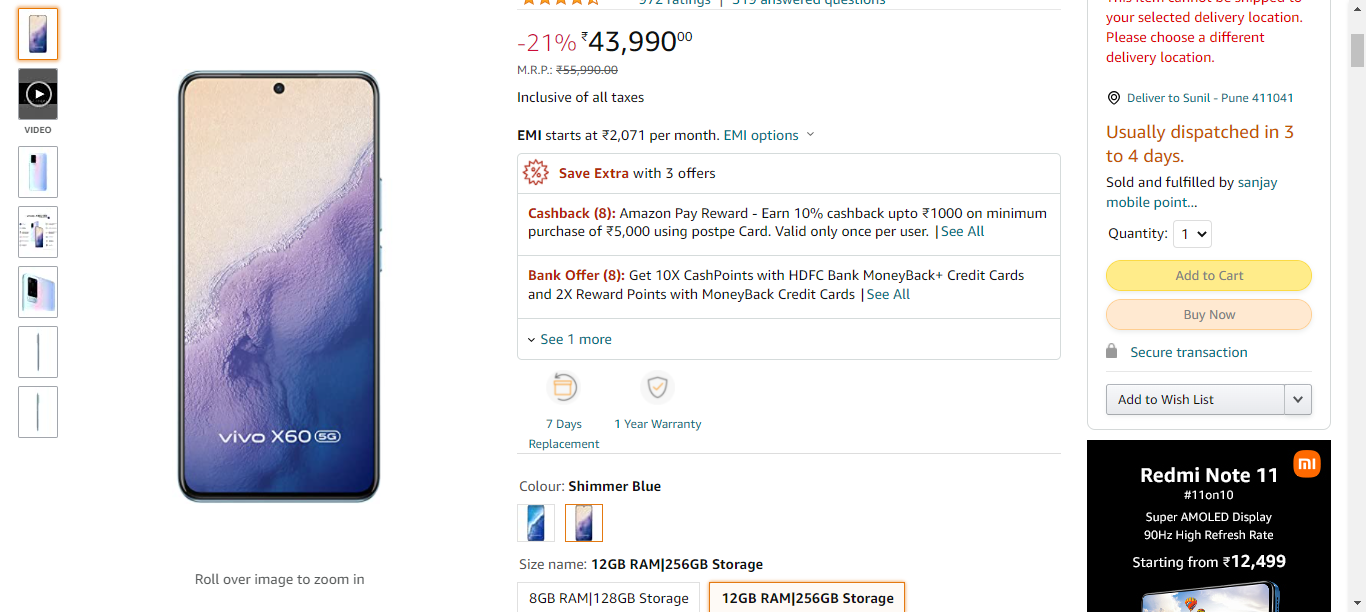 972 ratings | 519 answered questions
-21% ₹43,99000
M.R.P.: ₹55,990.00
Inclusive of all taxes
EMI starts at ₹2,071 per month. EMI options
Save Extra with 3 offers
Cashback (8): Amazon Pay Reward - Earn 10% cashback upto ₹1000 on minimum
purchase of ₹5,000 using postpe Card. Valid only once per user. | See All
Bank Offer (8): Get 10X CashPoints with HDFC Bank MoneyBack+ Credit Cards
and 2X Reward Points with MoneyBack Credit Cards | See All
See 1 more
7 Days
Replacement
1 Year Warranty
Colour: Shimmer Blue
Size name: 12GB RAM|256GB Storage
8GB RAM|128GB Storage
12GB RAM|256GB Storage
VIDEO
vivo X60 5G
Roll over image to zoom in
This item cannot be shipped to
your selected delivery location.
Please choose a different
delivery location.
Deliver to Sunil - Pune 411041
Usually dispatched in 3
to 4 days.
Sold and fulfilled by sanjay
mobile point...
Quantity: 1
Add to Cart
Buy Now
Secure transaction
Add to Wish List
mi
Redmi Note 11
#11on10
Super AMOLED Display
90Hz High Refresh Rate
Starting from ₹12,499